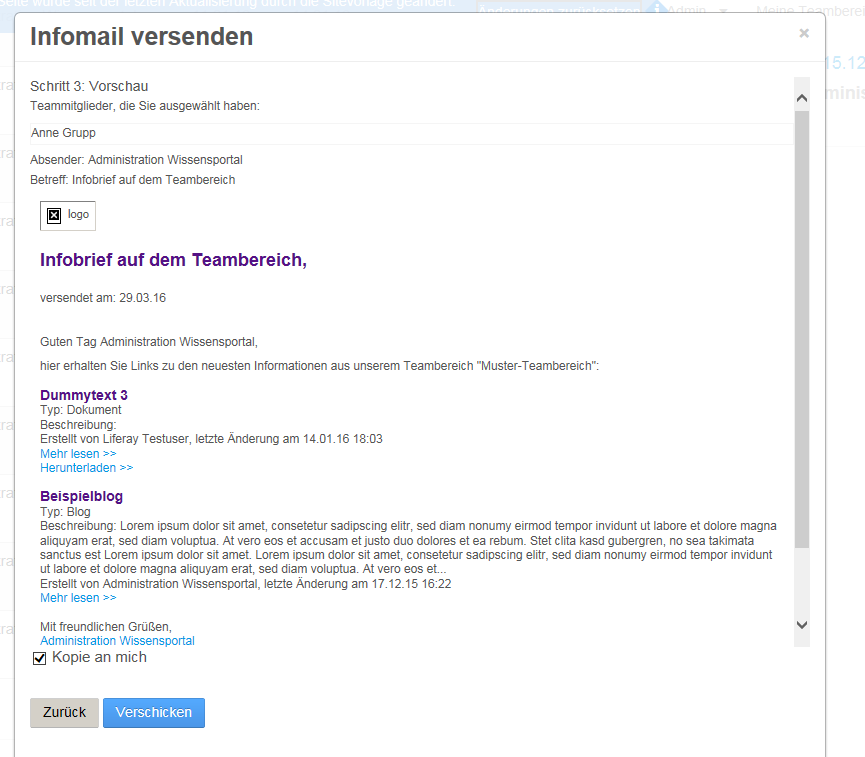 Seite wurde seit der letzten Aktualisierung durch die Sitevorlage geändert.
Änderungen zurücksetzen
Admin
Meine Teamberei
Infomail versenden
×
15.12
minis
Schritt 3: Vorschau
Teammitglieder, die Sie ausgewählt haben:
Anne Grupp
Absender: Administration Wissensportal
Betreff: Infobrief auf dem Teambereich
logo
Infobrief auf dem Teambereich,
versendet am: 29.03.16
Guten Tag Administration Wissensportal,
hier erhalten Sie Links zu den neuesten Informationen aus unserem Teambereich "Muster-Teambereich":
Dummytext 3
Typ: Dokument
Beschreibung:
Erstellt von Liferay Testuser, letzte Änderung am 14.01.16 18:03
Mehr lesen >>
Herunterladen >>
Beispielblog
Typ: Blog
Beschreibung: Lorem ipsum dolor sit amet, consetetur sadipscing elitr, sed diam nonumy eirmod tempor invidunt ut labore et dolore magna
aliquyam erat, sed diam voluptua. At vero eos et accusam et justo duo dolores et ea rebum. Stet clita kasd gubergren, no sea takimata
sanctus est Lorem ipsum dolor sit amet. Lorem ipsum dolor sit amet, consetetur sadipscing elitr, sed diam nonumy eirmod tempor invidunt
ut labore et dolore magna aliquyam erat, sed diam voluptua. At vero eos et...
Erstellt von Administration Wissensportal, letzte Änderung am 17.12.15 16:22
Mehr lesen >>
Mit freundlichen Grüßen,
Administration Wissensportal
Kopie an mich
Zurück
Verschicken